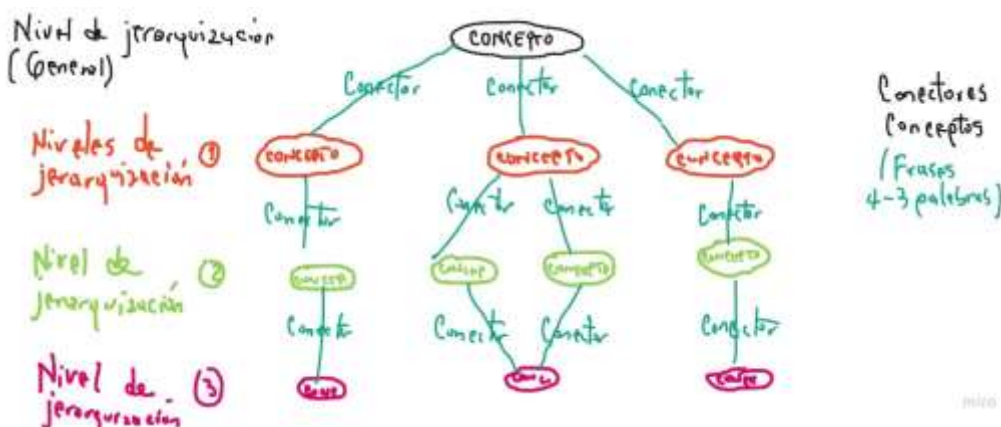 Nivel de jerarquización
(General)
CONCEPTO
Conector Conector Conector
Conectores
Conceptos
(Frases
4-3 palabras)
Niveles de
jerarquización ①
CONCEPTO CONCEPTO CONCEPTO
Conector Conector Conector Conector
Nivel de
jerarquización ②
CONCEPTO CONCEPTO
Conector Conector Conector Conector
Nivel de
jerarquización ③
miro